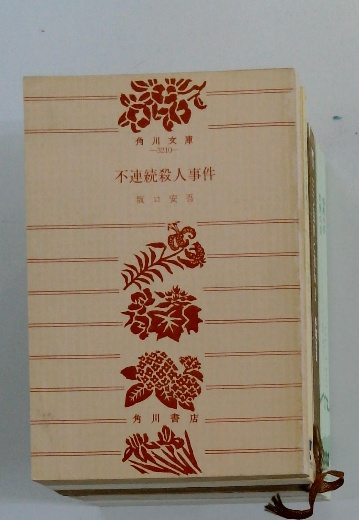 角川文庫
—3210—
不連続殺人事件
坂口安吾
角川書店